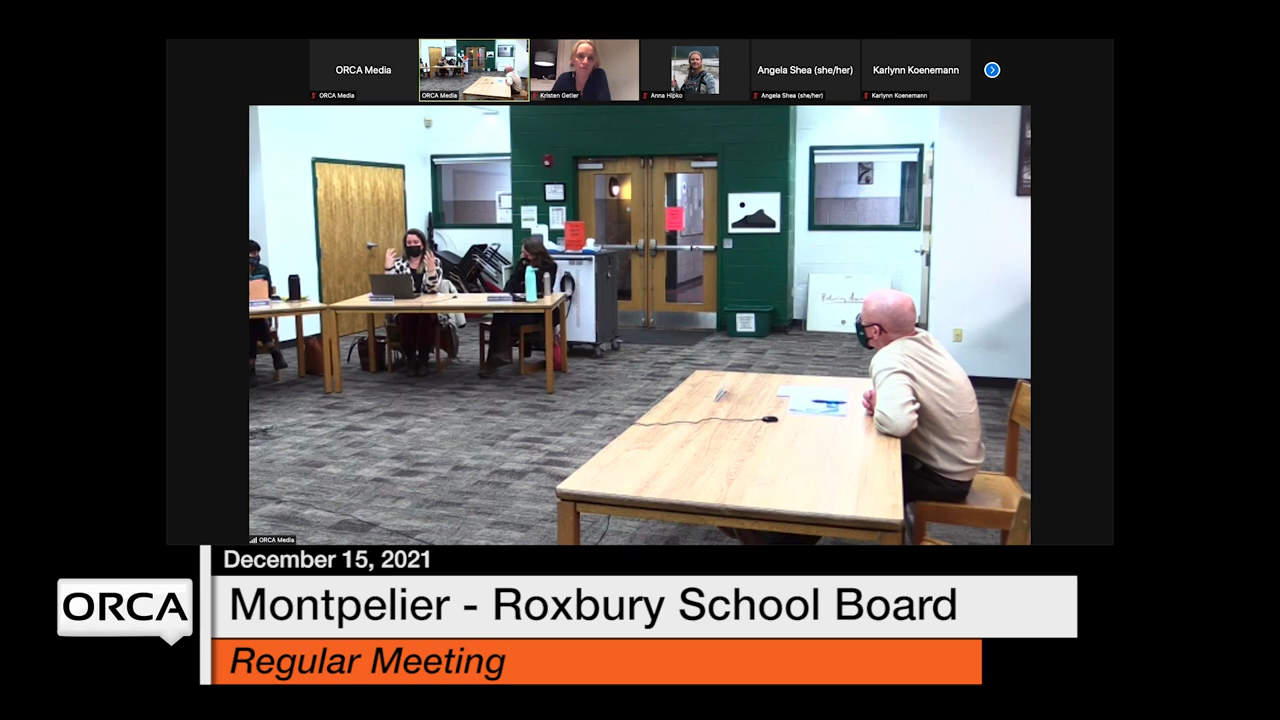 ORCA Media
Angela Shea (she/her)
Karlynn Koenemann
ORCA Media
ORCA Media
Kristen Getler
Anna Hipko
Angela Shea (she/her)
Karlynn Koenemann
ORCA Media
December 15, 2021
ORCA
Montpelier - Roxbury School Board
Regular Meeting